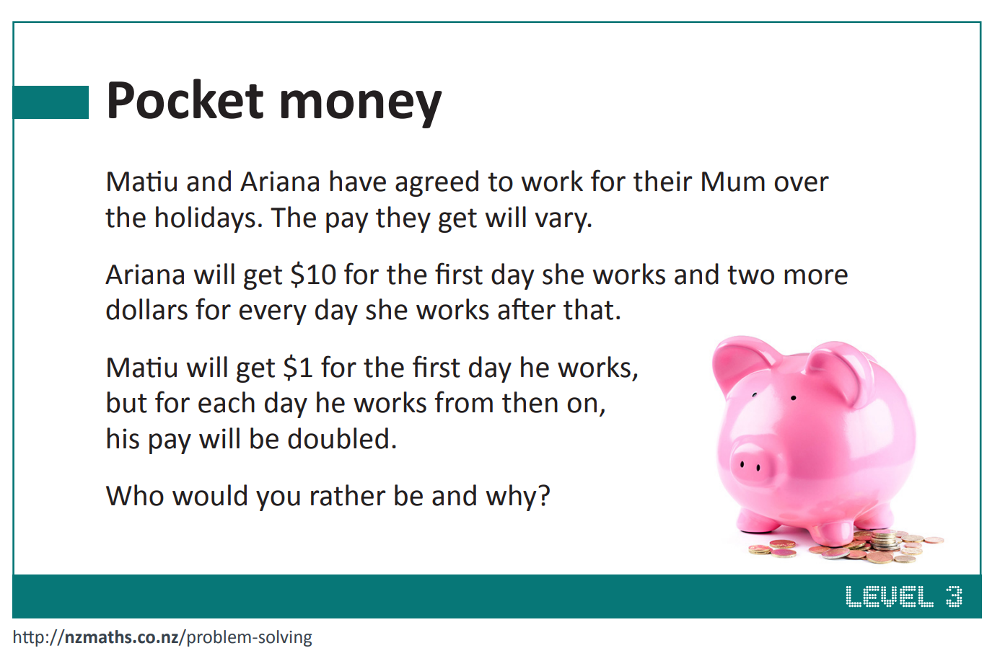 Pocket money
Matiu and Ariana have agreed to work for their Mum over
the holidays. The pay they get will vary.
Ariana will get $10 for the first day she works and two more
dollars for every day she works after that.
Matiu will get $1 for the first day he works,
but for each day he works from then on,
his pay will be doubled.
Who would you rather be and why?
LEVEL 3
http://nzmaths.co.nz/problem-solving